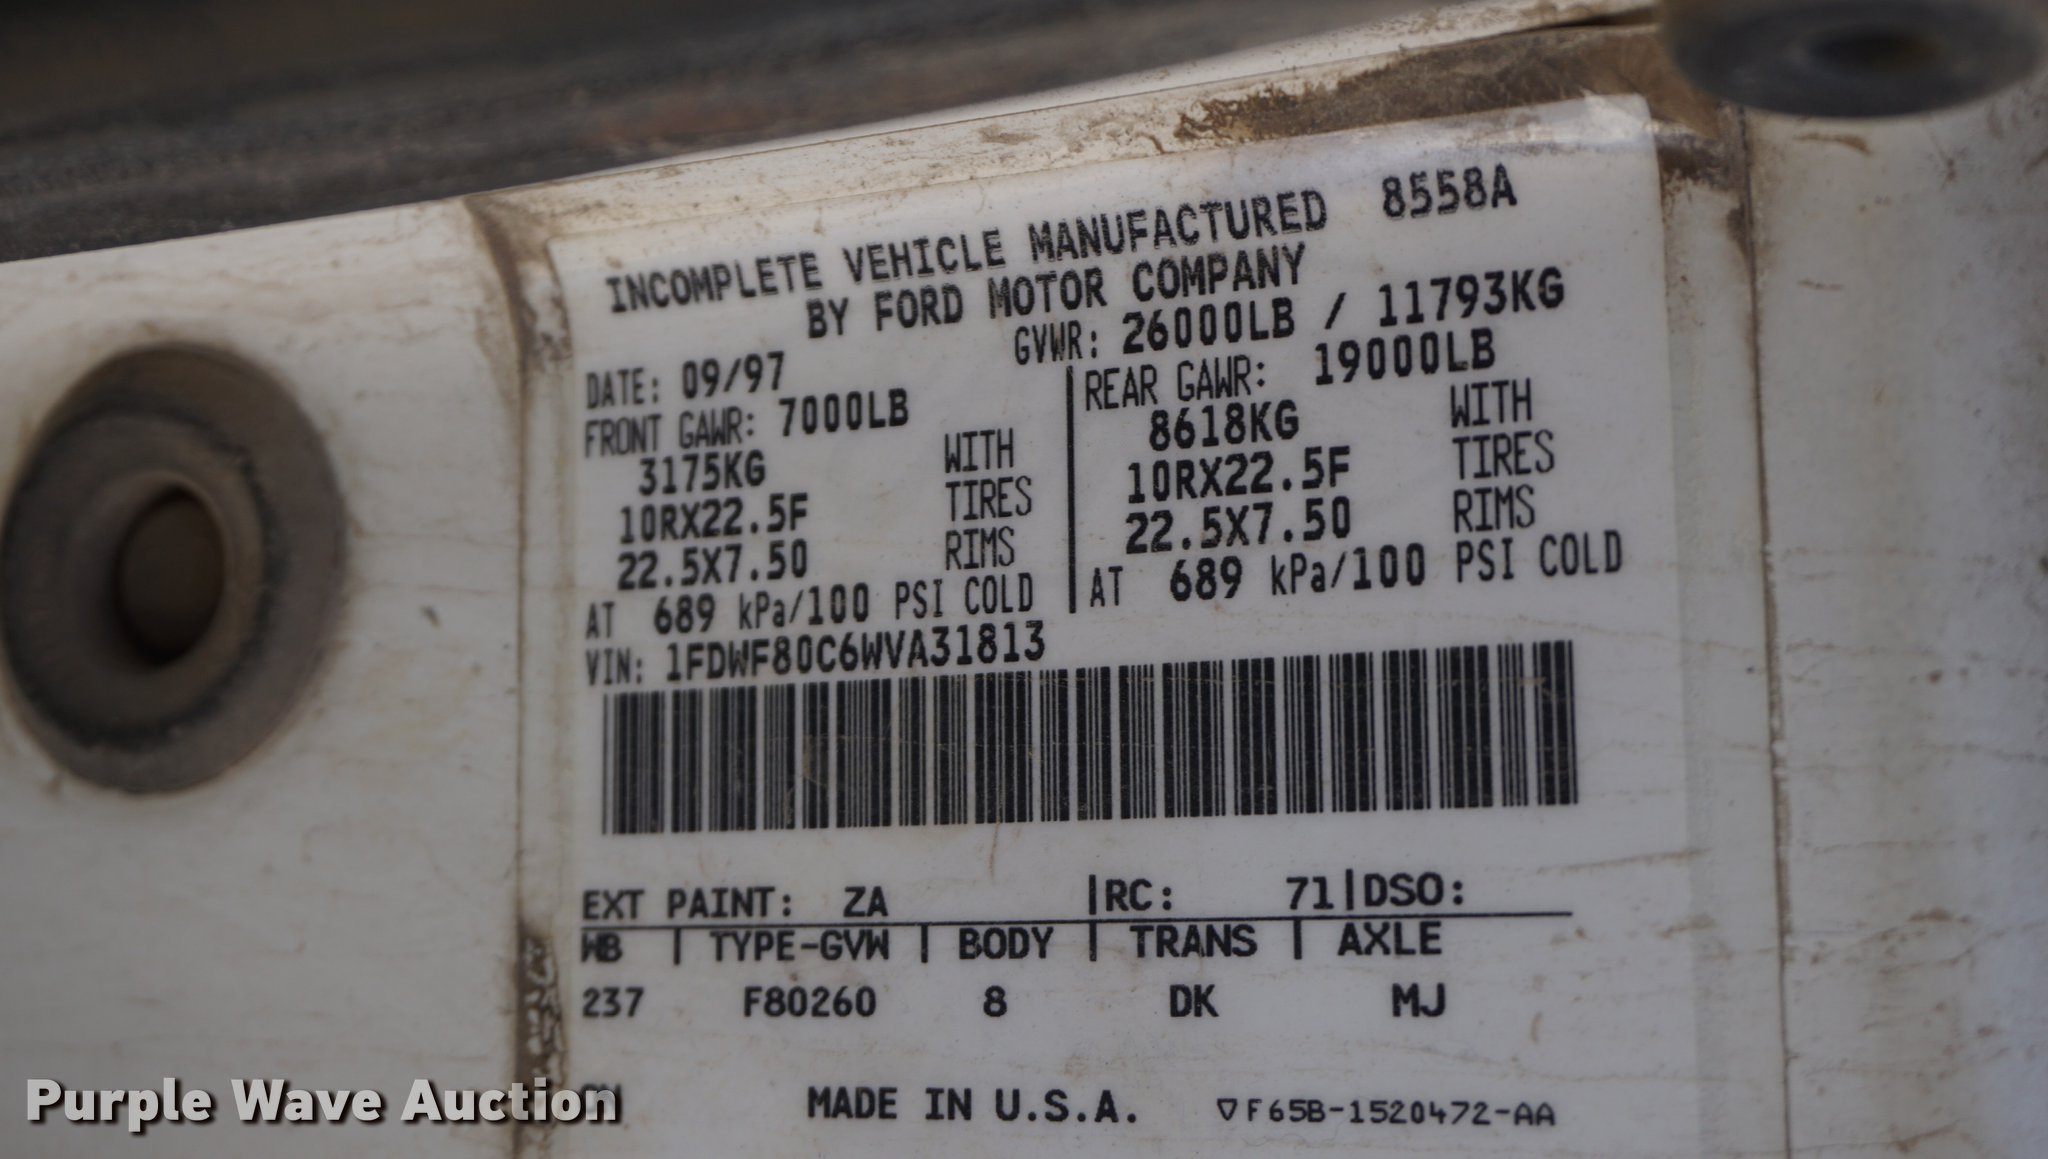 INCOMPLETE VEHICLE MANUFACTURED 8558A
BY FORD MOTOR COMPANY
DATE: 09/97 GVWR: 26000LB / 11793KG
FRONT GAWR: 7000LB
3175KG WITH
10RX22.5F TIRES
22.5X7.50 RIMS
AT 689 kPa/100 PSI COLD
REAR GAWR: 19000LB
8618KG WITH
10RX22.5F TIRES
22.5X7.50 RIMS
AT 689 kPa/100 PSI COLD
VIN: 1FDWF80C6WVA31813
EXT PAINT: ZA |RC: 71|DSO:
WB | TYPE-GVW | BODY | TRANS | AXLE
237 F80260 8 DK MJ
MADE IN U.S.A. ▽F65B-1520472-AA
Purple Wave Auction